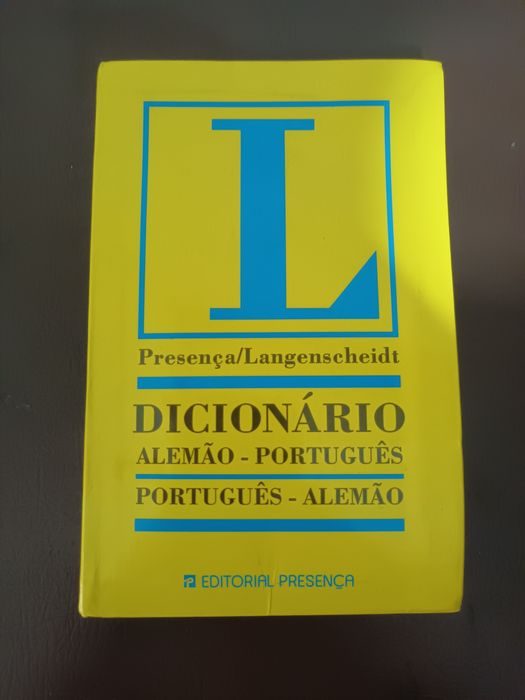 L
Presença/Langenscheidt
DICIONÁRIO
ALEMÃO - PORTUGUÊS
PORTUGUÊS - ALEMÃO
EDITORIAL PRESENÇA